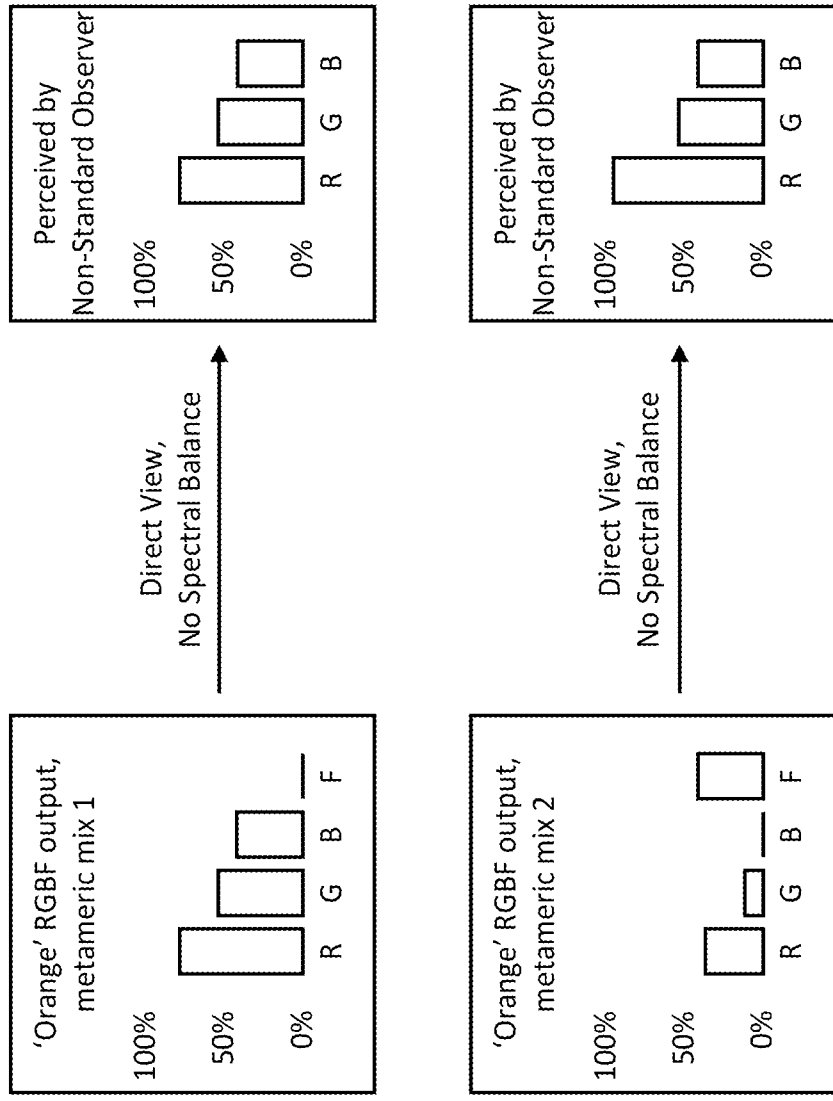 'Orange' RGBF output,
metameric mix 1
100%
50%
0%
R G B F
Direct View,
No Spectral Balance
Perceived by
Non-Standard Observer
100%
50%
0%
R G B
'Orange' RGBF output,
metameric mix 2
100%
50%
0%
R G B F
Direct View,
No Spectral Balance
Perceived by
Non-Standard Observer
100%
50%
0%
R G B